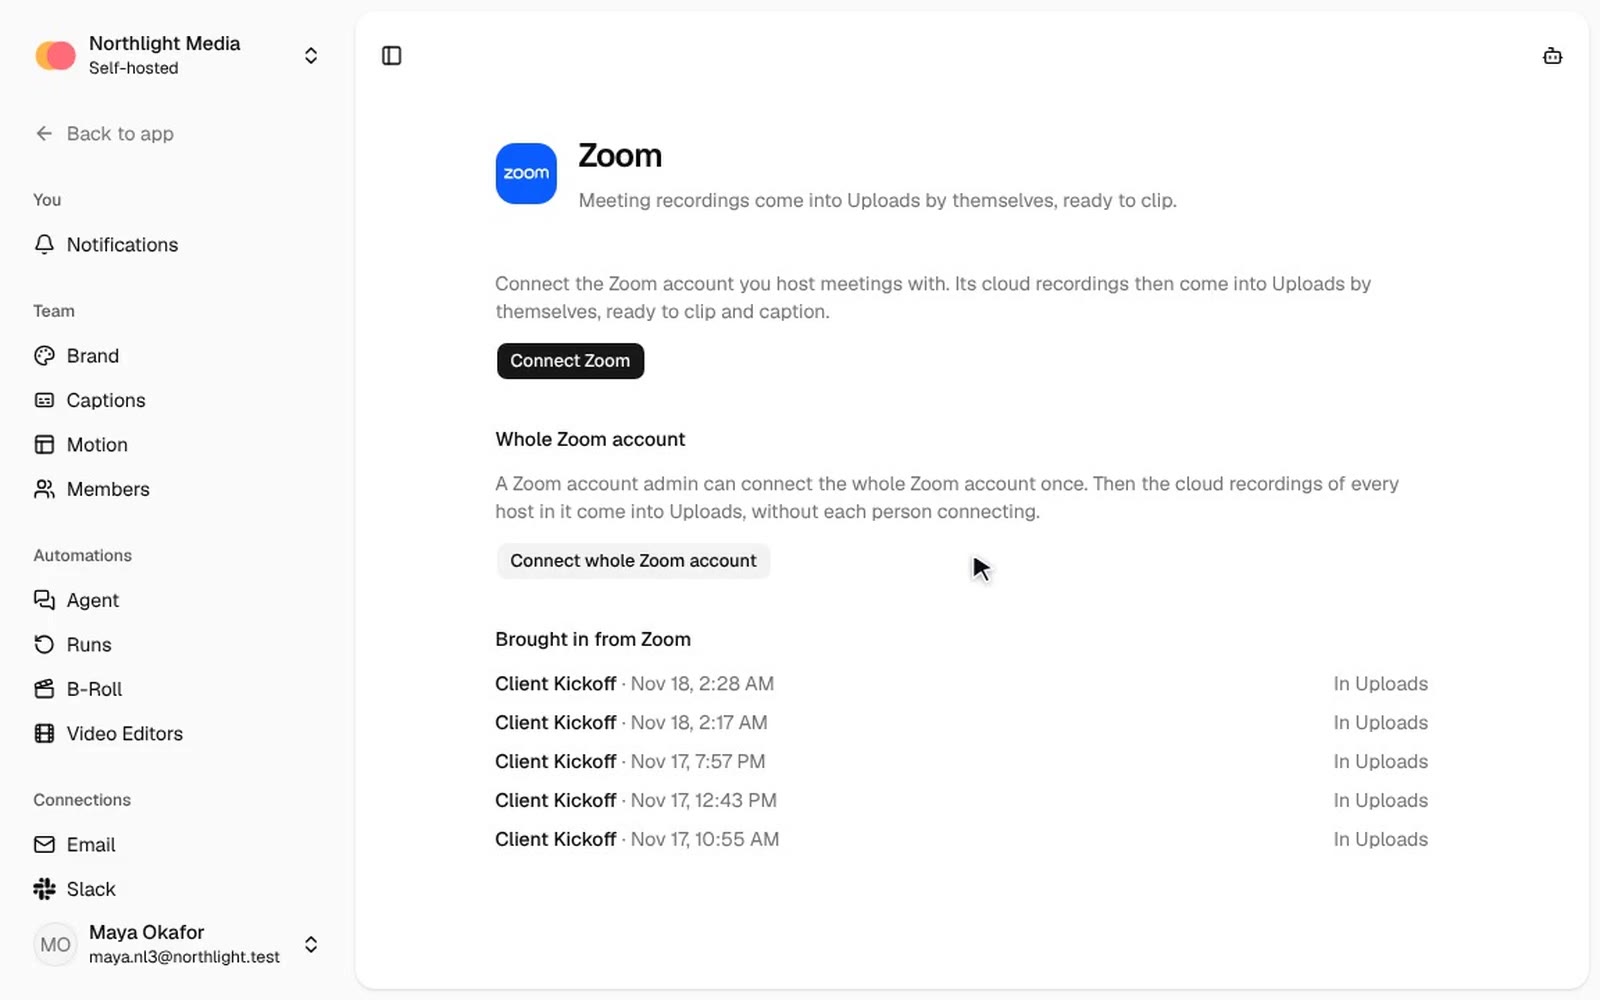 Northlight Media
Self-hosted
Back to app
You
Notifications
Team
Brand
Captions
Motion
Members
Automations
Agent
Runs
B-Roll
Video Editors
Connections
Email
Slack
MO
Maya Okafor
maya.nl3@northlight.test
zoom
Zoom
Meeting recordings come into Uploads by themselves, ready to clip.
Connect the Zoom account you host meetings with. Its cloud recordings then come into Uploads by
themselves, ready to clip and caption.
Connect Zoom
Whole Zoom account
A Zoom account admin can connect the whole Zoom account once. Then the cloud recordings of every
host in it come into Uploads, without each person connecting.
Connect whole Zoom account
Brought in from Zoom
Client Kickoff · Nov 18, 2:28 AM In Uploads
Client Kickoff · Nov 18, 2:17 AM In Uploads
Client Kickoff · Nov 17, 7:57 PM In Uploads
Client Kickoff · Nov 17, 12:43 PM In Uploads
Client Kickoff · Nov 17, 10:55 AM In Uploads